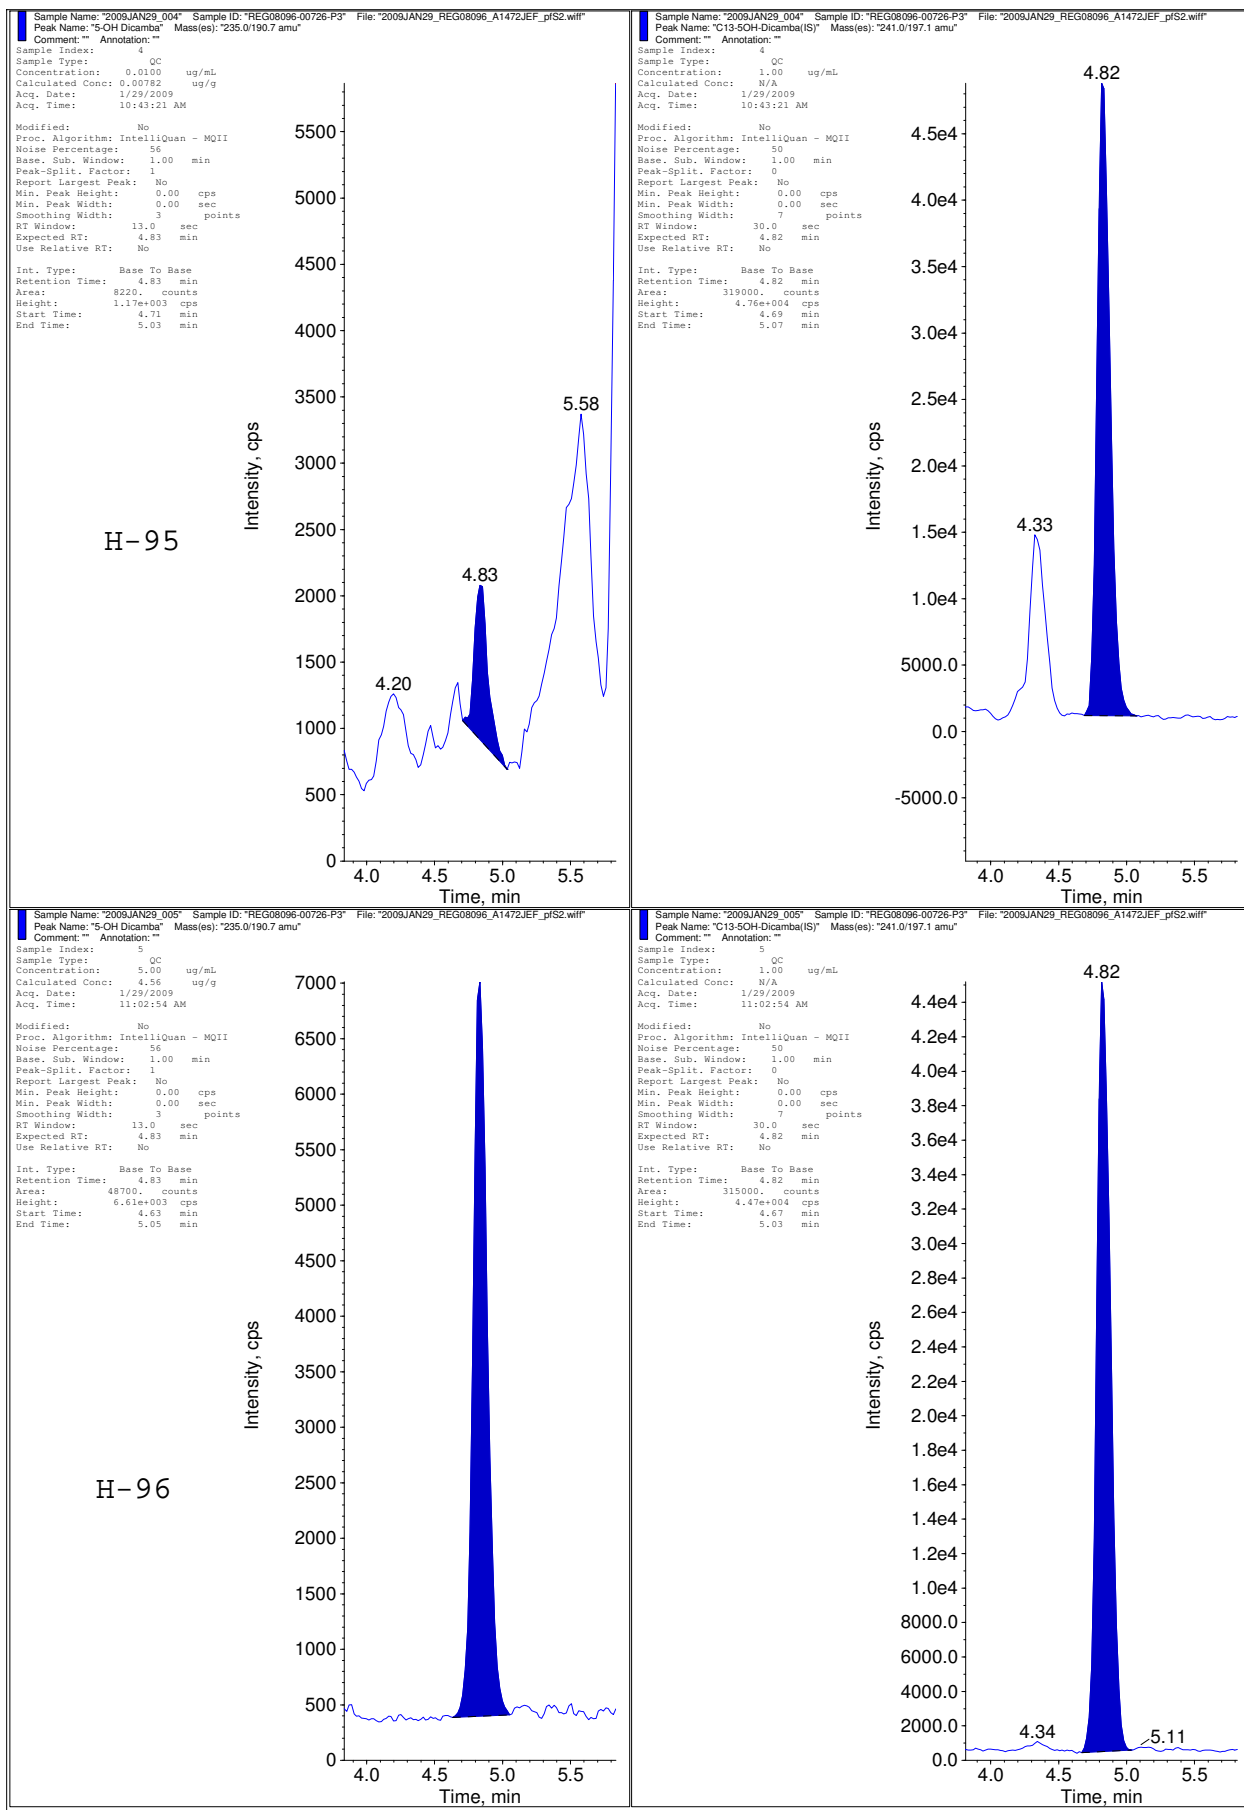 Sample Name: "2009JAN29_004" Sample ID: "REG08096-00726-P3" File: "2009JAN29_REG08096_A1472JEF_pfS2.wiff"
Peak Name: "5-OH Dicamba" Mass(es): "235.0/190.7 amu"
Comment: "" Annotation: ""
Sample Index: 4
Sample Type: QC
Concentration: 0.0100 ug/mL
Calculated Conc: 0.00782 ug/g
Acq. Date: 1/29/2009
Acq. Time: 10:43:21 AM
Modified: No
Proc. Algorithm: IntelliQuan - MQII
Noise Percentage: 56
Base. Sub. Window: 1.00 min
Peak-Split. Factor: 1
Report Largest Peak: No
Min. Peak Height: 0.00 cps
Min. Peak Width: 0.00 sec
Smoothing Width: 3 points
RT Window: 13.0 sec
Expected RT: 4.83 min
Use Relative RT: No
Int. Type: Base To Base
Retention Time: 4.83 min
Area: 8220. counts
Height: 1.17e+003 cps
Start Time: 4.71 min
End Time: 5.03 min
H-95
Intensity, cps
5500
5000
4500
4000
3500
3000
2500
2000
1500
1000
500
0
4.20
4.83
5.58
4.0 4.5 5.0 5.5
Time, min
Sample Name: "2009JAN29_004" Sample ID: "REG08096-00726-P3" File: "2009JAN29_REG08096_A1472JEF_pfS2.wiff"
Peak Name: "C13-5OH-Dicamba(IS)" Mass(es): "241.0/197.1 amu"
Comment: "" Annotation: ""
Sample Index: 4
Sample Type: QC
Concentration: 1.00 ug/mL
Calculated Conc: N/A
Acq. Date: 1/29/2009
Acq. Time: 10:43:21 AM
Modified: No
Proc. Algorithm: IntelliQuan - MQII
Noise Percentage: 50
Base. Sub. Window: 1.00 min
Peak-Split. Factor: 0
Report Largest Peak: No
Min. Peak Height: 0.00 cps
Min. Peak Width: 0.00 sec
Smoothing Width: 7 points
RT Window: 30.0 sec
Expected RT: 4.82 min
Use Relative RT: No
Int. Type: Base To Base
Retention Time: 4.82 min
Area: 319000. counts
Height: 4.76e+004 cps
Start Time: 4.69 min
End Time: 5.07 min
Intensity, cps
4.5e4
4.0e4
3.5e4
3.0e4
2.5e4
2.0e4
1.5e4
1.0e4
5000.0
0.0
-5000.0
4.33
4.82
4.0 4.5 5.0 5.5
Time, min
Sample Name: "2009JAN29_005" Sample ID: "REG08096-00726-P3" File: "2009JAN29_REG08096_A1472JEF_pfS2.wiff"
Peak Name: "5-OH Dicamba" Mass(es): "235.0/190.7 amu"
Comment: "" Annotation: ""
Sample Index: 5
Sample Type: QC
Concentration: 5.00 ug/mL
Calculated Conc: 4.56 ug/g
Acq. Date: 1/29/2009
Acq. Time: 11:02:54 AM
Modified: No
Proc. Algorithm: IntelliQuan - MQII
Noise Percentage: 56
Base. Sub. Window: 1.00 min
Peak-Split. Factor: 1
Report Largest Peak: No
Min. Peak Height: 0.00 cps
Min. Peak Width: 0.00 sec
Smoothing Width: 3 points
RT Window: 13.0 sec
Expected RT: 4.83 min
Use Relative RT: No
Int. Type: Base To Base
Retention Time: 4.83 min
Area: 48700. counts
Height: 6.61e+003 cps
Start Time: 4.63 min
End Time: 5.05 min
H-96
Intensity, cps
7000
6500
6000
5500
5000
4500
4000
3500
3000
2500
2000
1500
1000
500
0
4.0 4.5 5.0 5.5
Time, min
Sample Name: "2009JAN29_005" Sample ID: "REG08096-00726-P3" File: "2009JAN29_REG08096_A1472JEF_pfS2.wiff"
Peak Name: "C13-5OH-Dicamba(IS)" Mass(es): "241.0/197.1 amu"
Comment: "" Annotation: ""
Sample Index: 5
Sample Type: QC
Concentration: 1.00 ug/mL
Calculated Conc: N/A
Acq. Date: 1/29/2009
Acq. Time: 11:02:54 AM
Modified: No
Proc. Algorithm: IntelliQuan - MQII
Noise Percentage: 50
Base. Sub. Window: 1.00 min
Peak-Split. Factor: 0
Report Largest Peak: No
Min. Peak Height: 0.00 cps
Min. Peak Width: 0.00 sec
Smoothing Width: 7 points
RT Window: 30.0 sec
Expected RT: 4.82 min
Use Relative RT: No
Int. Type: Base To Base
Retention Time: 4.82 min
Area: 315000. counts
Height: 4.47e+004 cps
Start Time: 4.67 min
End Time: 5.03 min
Intensity, cps
4.4e4
4.2e4
4.0e4
3.8e4
3.6e4
3.4e4
3.2e4
3.0e4
2.8e4
2.6e4
2.4e4
2.2e4
2.0e4
1.8e4
1.6e4
1.4e4
1.2e4
1.0e4
8000.0
6000.0
4000.0
2000.0
0.0
4.82
4.34
5.11
4.0 4.5 5.0 5.5
Time, min